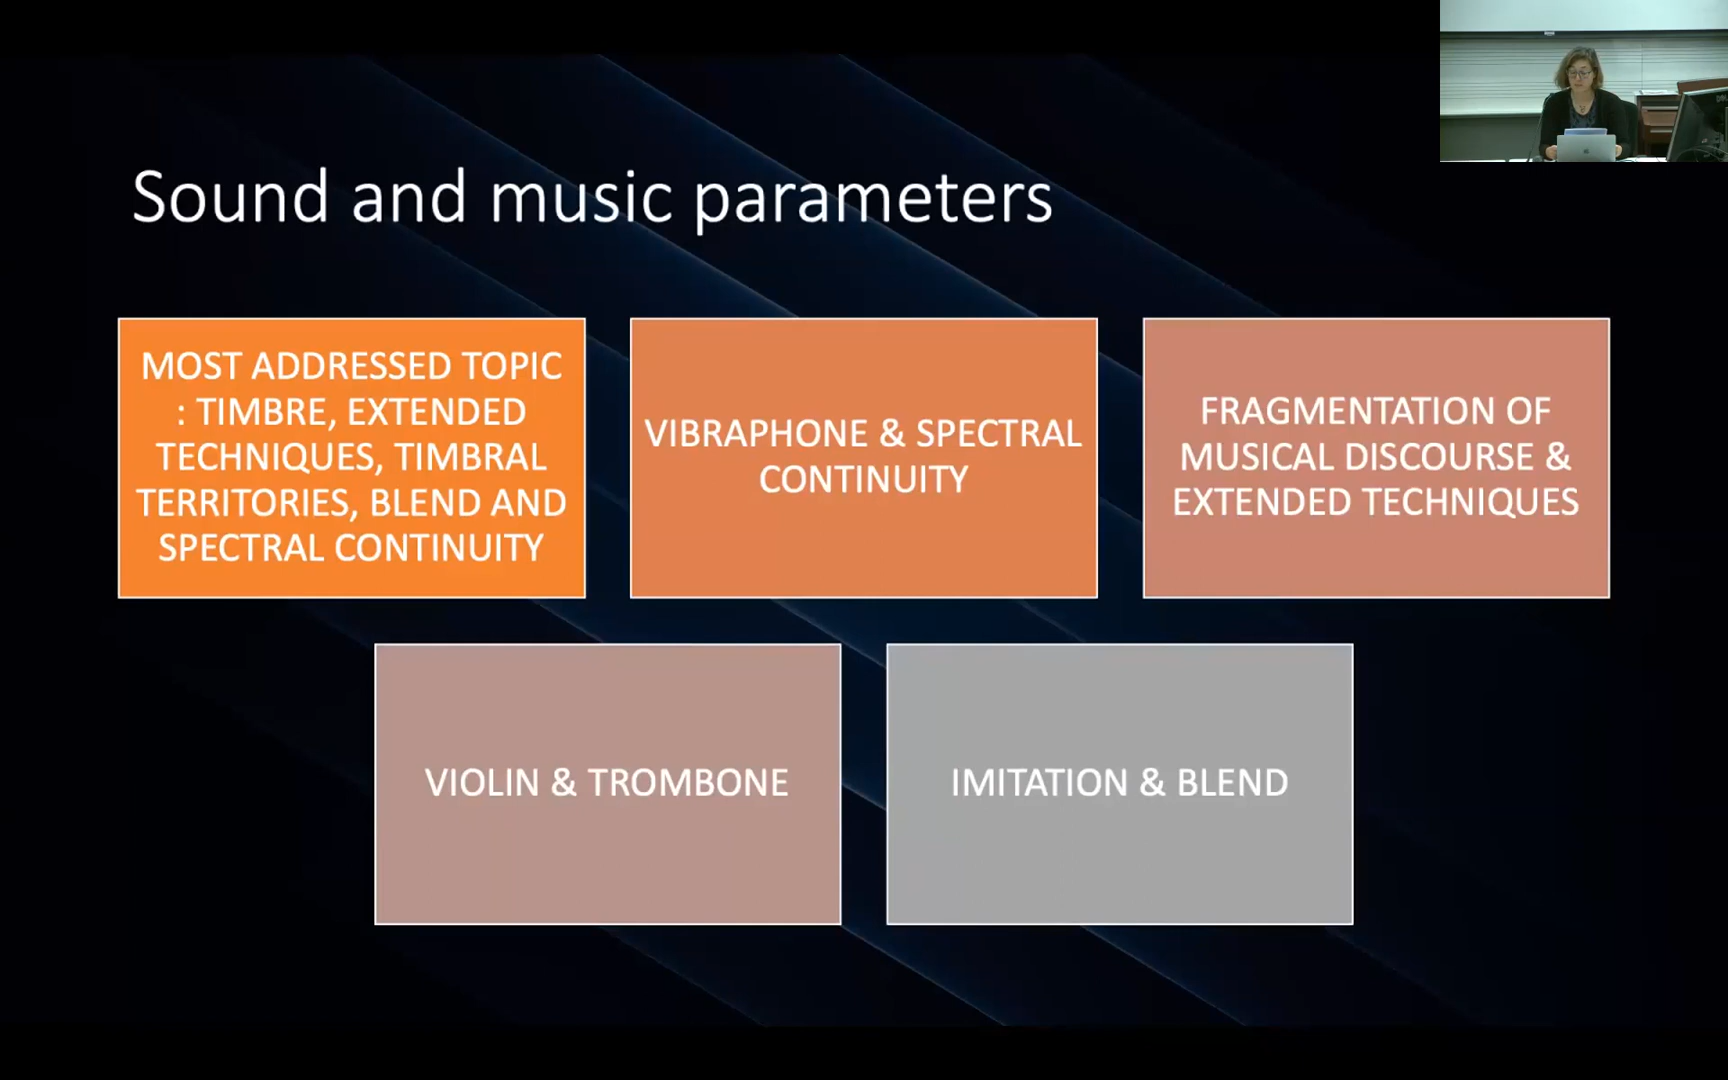 Sound and music parameters
MOST ADDRESSED TOPIC
: TIMBRE, EXTENDED
TECHNIQUES, TIMBRAL
TERRITORIES, BLEND AND
SPECTRAL CONTINUITY
VIBRAPHONE & SPECTRAL
CONTINUITY
FRAGMENTATION OF
MUSICAL DISCOURSE &
EXTENDED TECHNIQUES
VIOLIN & TROMBONE
IMITATION & BLEND